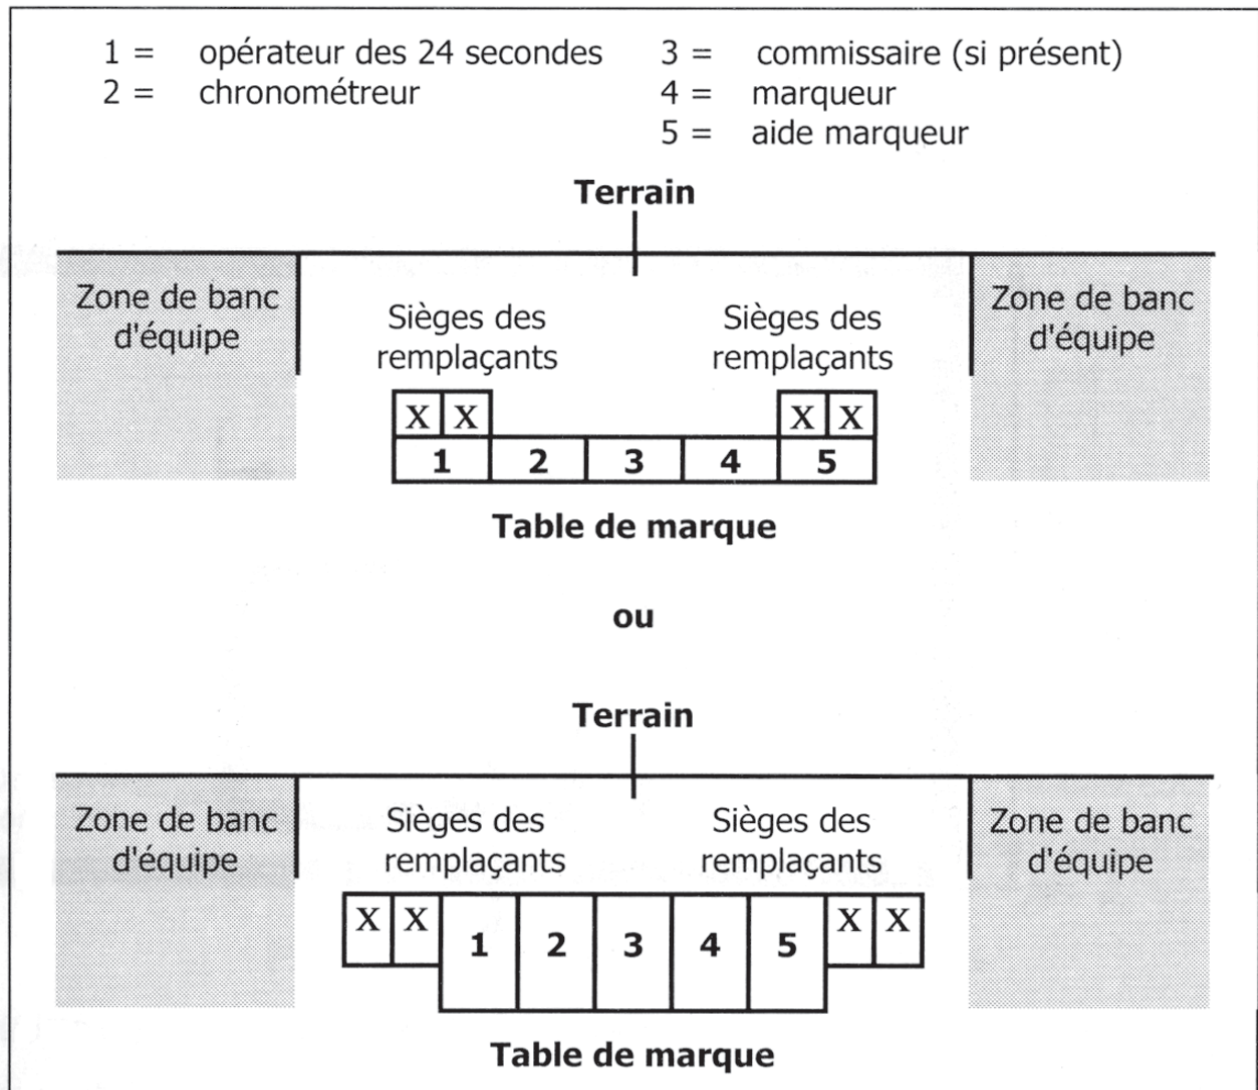 1 = opérateur des 24 secondes 3 = commissaire (si présent)
2 = chronométreur 4 = marqueur
5 = aide marqueur
Terrain
Zone de banc d'équipe
Sièges des remplaçants
Sièges des remplaçants
Zone de banc d'équipe
X X X X
1 2 3 4 5
Table de marque
ou
Terrain
Zone de banc d'équipe
Sièges des remplaçants
Sièges des remplaçants
Zone de banc d'équipe
X X 1 2 3 4 5 X X
Table de marque